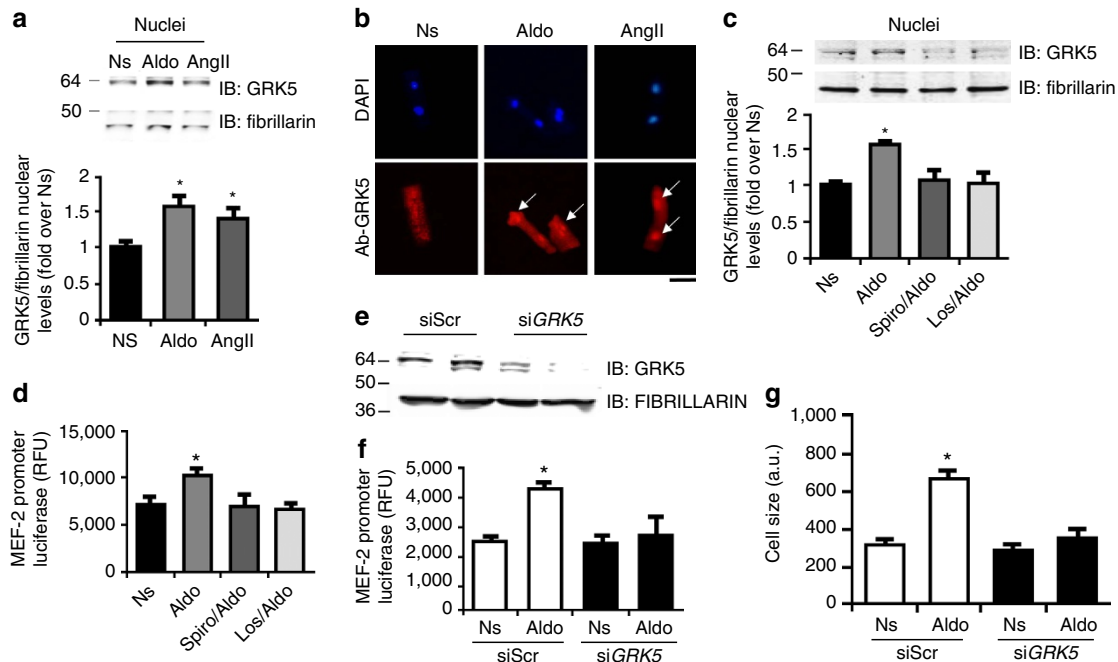 a
Nuclei
Ns Aldo AngII
64
IB: GRK5
50
IB: fibrillarin
GRK5/fibrillarin nuclear
levels (fold over Ns)
2
1.5
1
0.5
0
*
*
NS Aldo AngII
b
Ns Aldo AngII
DAPI
Ab-GRK5
c
Nuclei
64
IB: GRK5
50
IB: fibrillarin
GRK5/fibrillarin nuclear
levels (fold over Ns)
2
1.5
1
0.5
0
*
Ns
Aldo
Spiro/Aldo
Los/Aldo
d
MEF-2 promoter
luciferase (RFU)
15,000
10,000
5,000
0
*
Ns
Aldo
Spiro/Aldo
Los/Aldo
e
siScr siGRK5
64
IB: GRK5
50
IB: FIBRILLARIN
36
f
MEF-2 promoter
luciferase (RFU)
5,000
4,000
3,000
2,000
1,000
0
*
Ns Aldo Ns Aldo
siScr siGRK5
g
Cell size (a.u.)
1,000
800
600
400
200
0
*
Ns Aldo Ns Aldo
siScr siGRK5